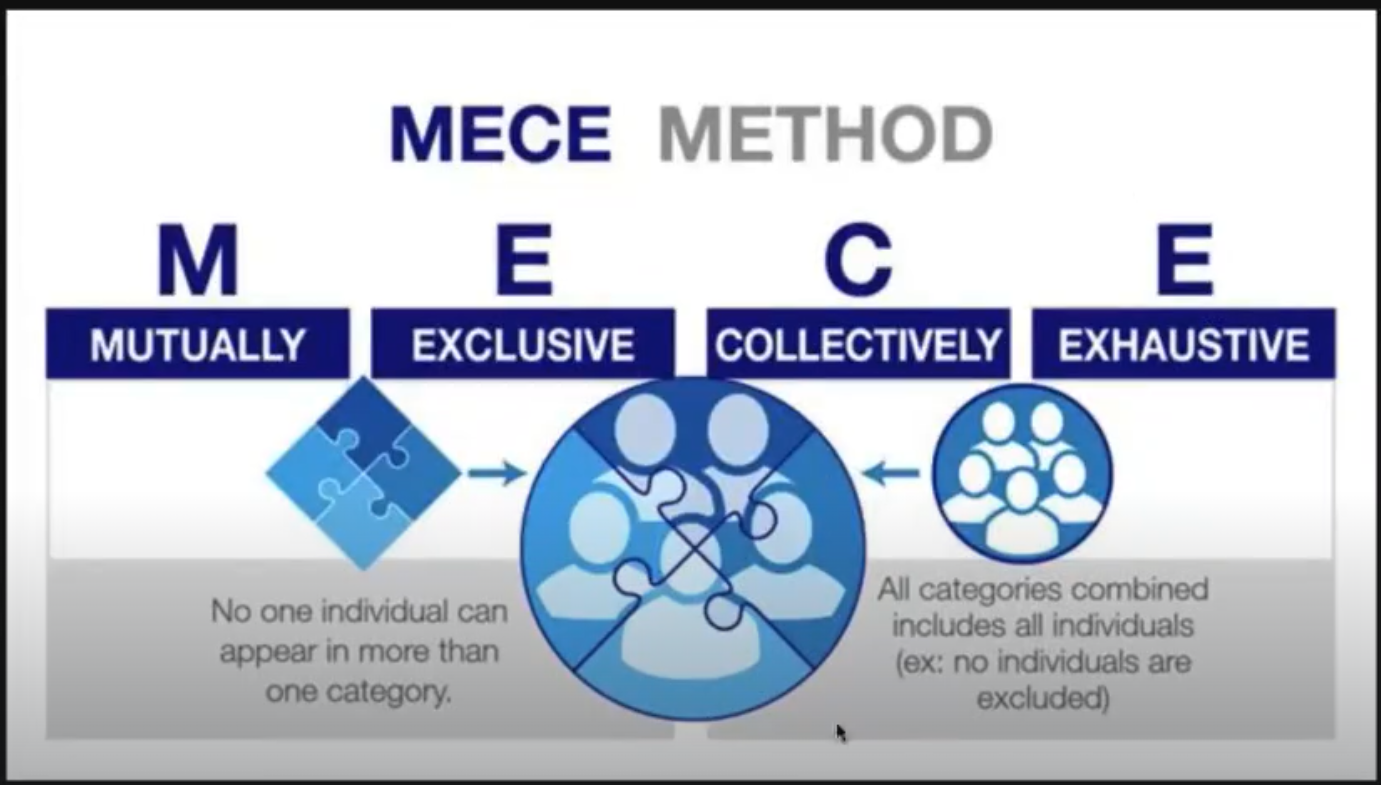 MECE METHOD
M E C E
MUTUALLY EXCLUSIVE COLLECTIVELY EXHAUSTIVE
No one individual can
appear in more than
one category.
All categories combined
includes all individuals
(ex: no individuals are
excluded)